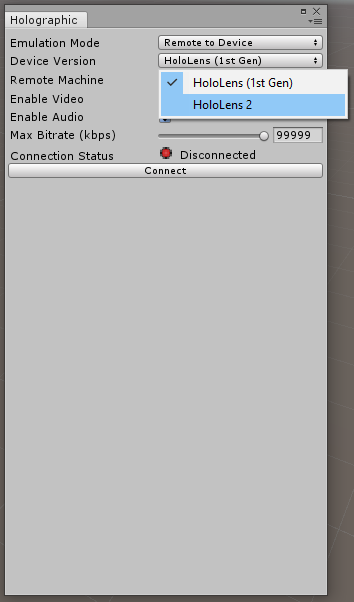 Holographic
Emulation Mode Remote to Device
Device Version HoloLens (1st Gen)
Remote Machine HoloLens (1st Gen)
Enable Video HoloLens 2
Enable Audio
Max Bitrate (kbps) 99999
Connection Status Disconnected
Connect